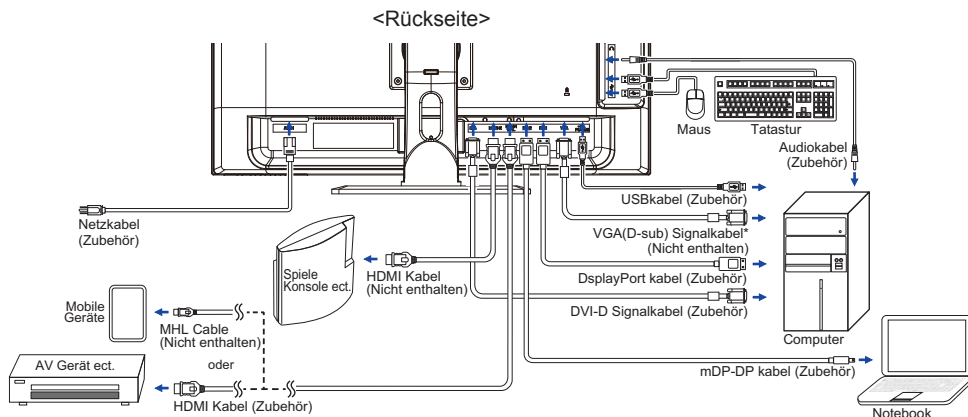 <Rückseite>
Maus
Tatastur
Audiokabel
(Zubehör)
USBkabel (Zubehör)
Netzkabel
(Zubehör)
VGA(D-sub) Signalkabel*
(Nicht enthalten)
Spiele
Konsole ect.
HDMI Kabel
(Nicht enthalten)
DsplayPort kabel (Zubehör)
Mobile
Geräte
MHL Cable
(Nicht enthalten)
DVI-D Signalkabel (Zubehör)
Computer
oder
AV Gerät ect.
mDP-DP kabel (Zubehör)
HDMI Kabel (Zubehör)
Notebook